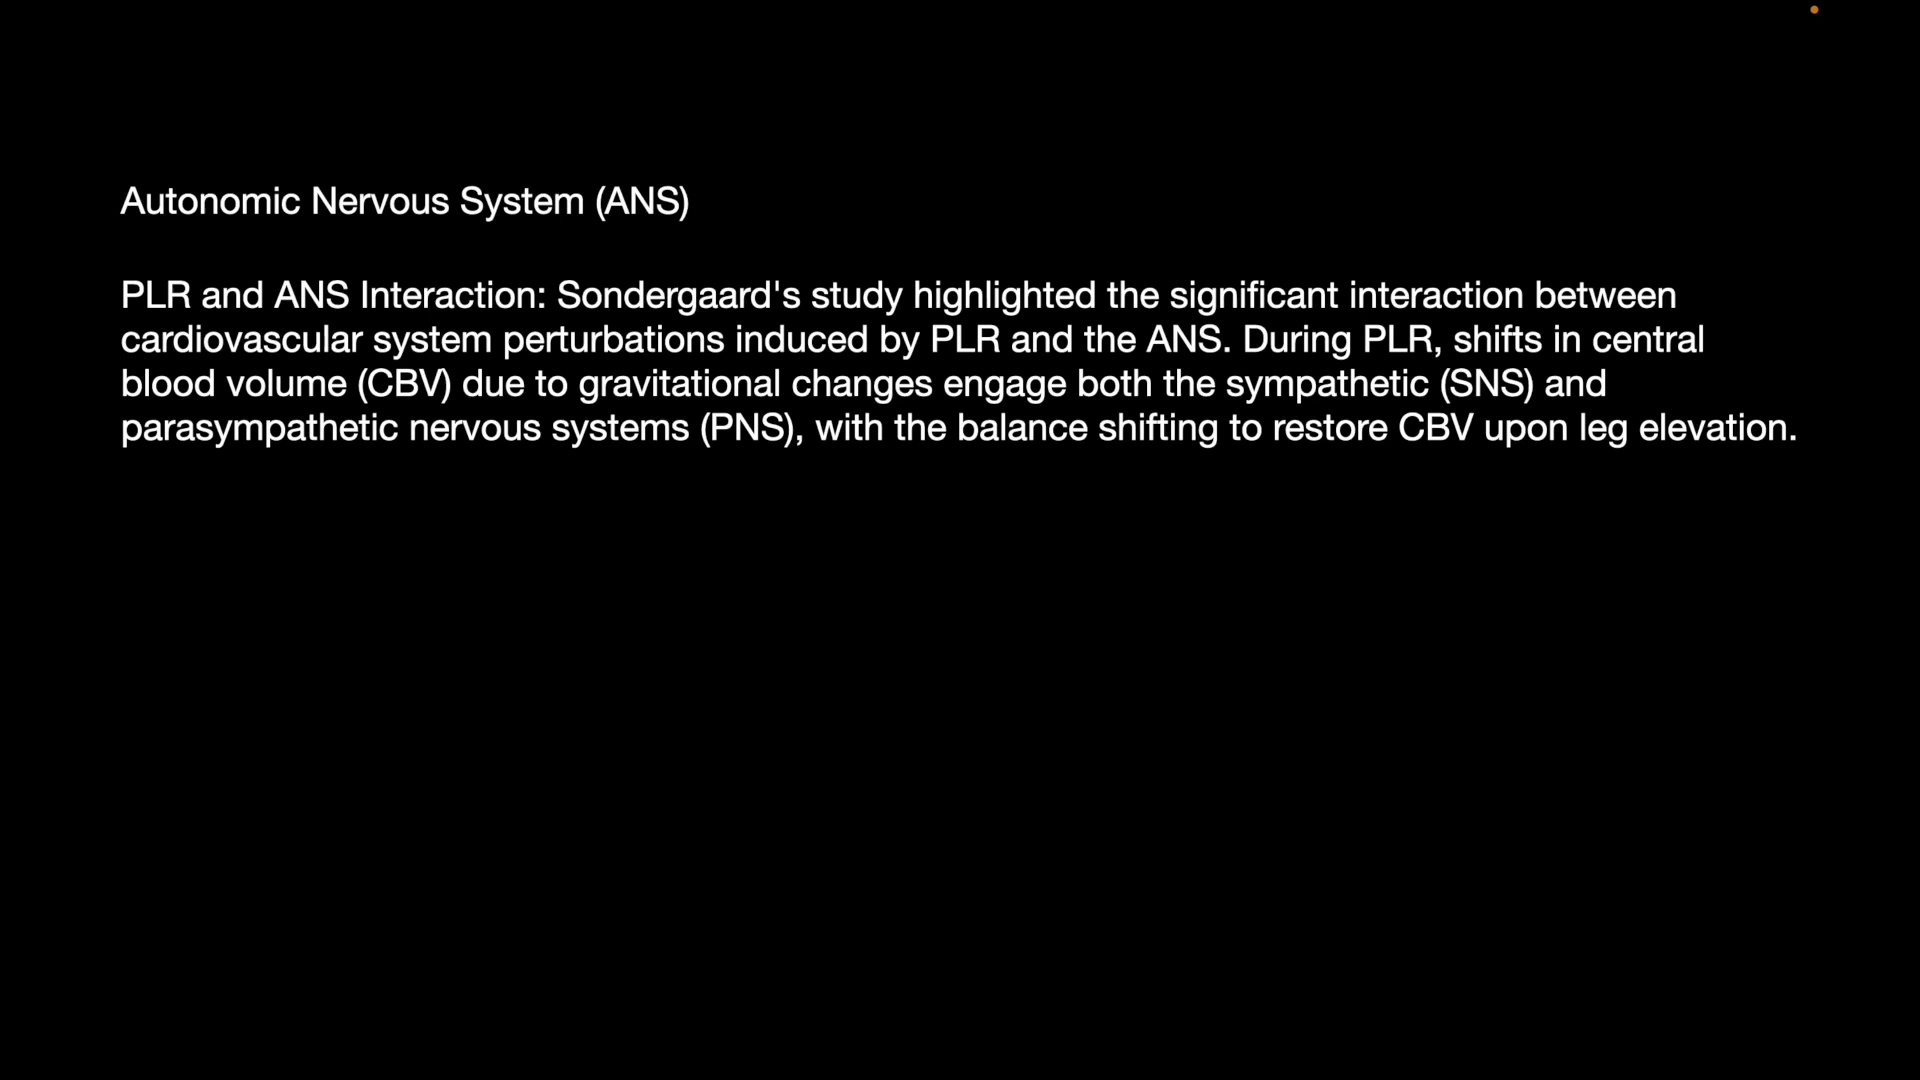 Autonomic Nervous System (ANS)
PLR and ANS Interaction: Sondergaard's study highlighted the significant interaction between
cardiovascular system perturbations induced by PLR and the ANS. During PLR, shifts in central
blood volume (CBV) due to gravitational changes engage both the sympathetic (SNS) and
parasympathetic nervous systems (PNS), with the balance shifting to restore CBV upon leg elevation.